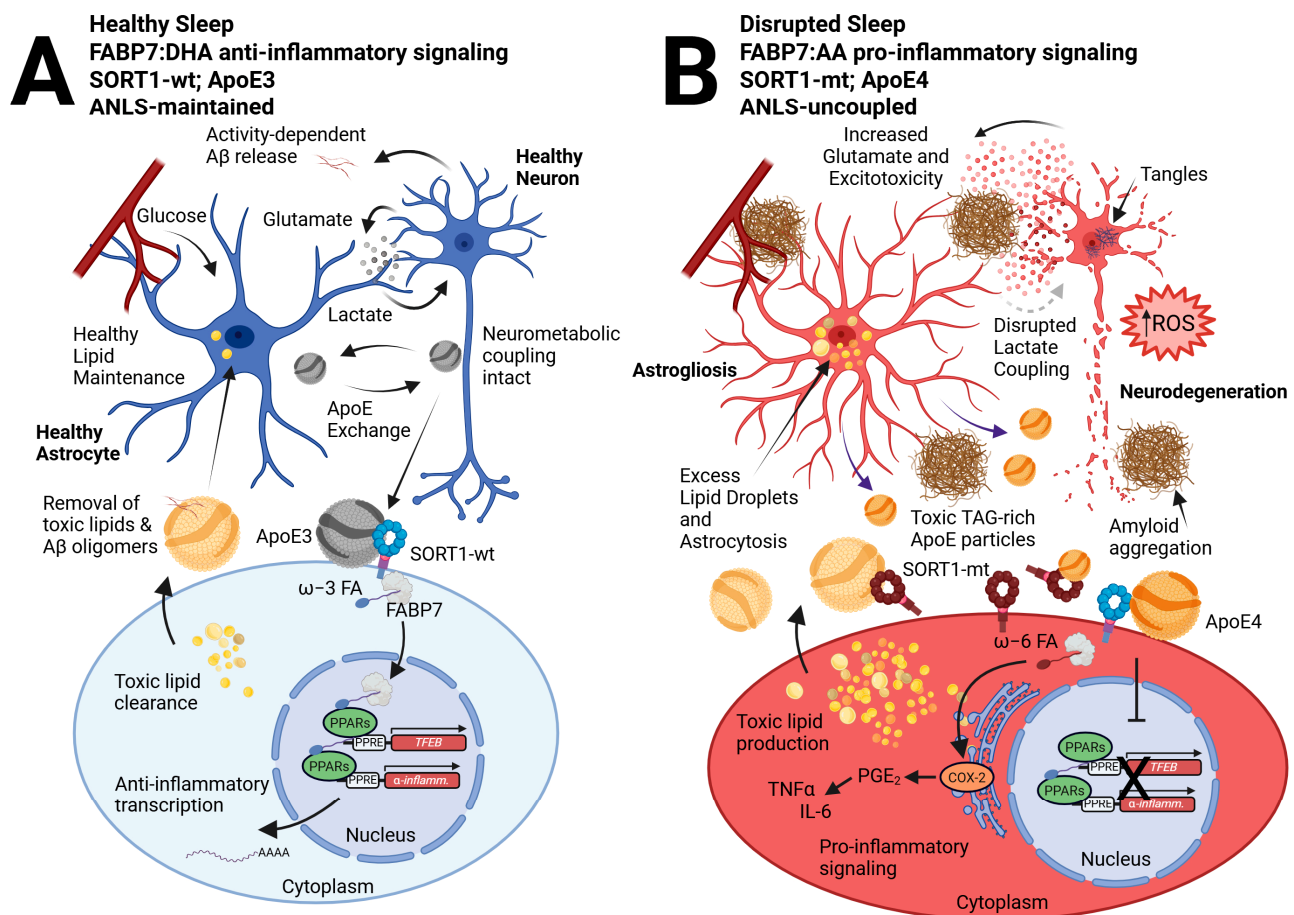 A
Healthy Sleep
FABP7:DHA anti-inflammatory signaling
SORT1-wt; ApoE3
ANLS-maintained
Activity-dependent
Aβ release
Healthy
Neuron
Glucose
Glutamate
Lactate
Healthy
Lipid
Maintenance
Neurometabolic
coupling
intact
ApoE
Exchange
Healthy
Astrocyte
Removal of
toxic lipids &
Aβ oligomers
ApoE3
SORT1-wt
ω−3 FA
FABP7
Toxic lipid
clearance
PPARs
PPRE
TFEB
PPARs
PPRE
α-inflamm.
Anti-inflammatory
transcription
Nucleus
AAAA
Cytoplasm
B
Disrupted Sleep
FABP7:AA pro-inflammatory signaling
SORT1-mt; ApoE4
ANLS-uncoupled
Increased
Glutamate and
Excitotoxicity
Tangles
Disrupted
Lactate
Coupling
↑ROS
Astrogliosis
Neurodegeneration
Excess
Lipid Droplets
and
Astrocytosis
Toxic TAG-rich
ApoE particles
Amyloid
aggregation
SORT1-mt
ApoE4
ω−6 FA
Toxic lipid
production
COX-2
PGE₂
TNFα
IL-6
PPARs
PPRE
TFEB
PPARs
PPRE
α-inflamm.
X
Pro-inflammatory
signaling
Nucleus
Cytoplasm